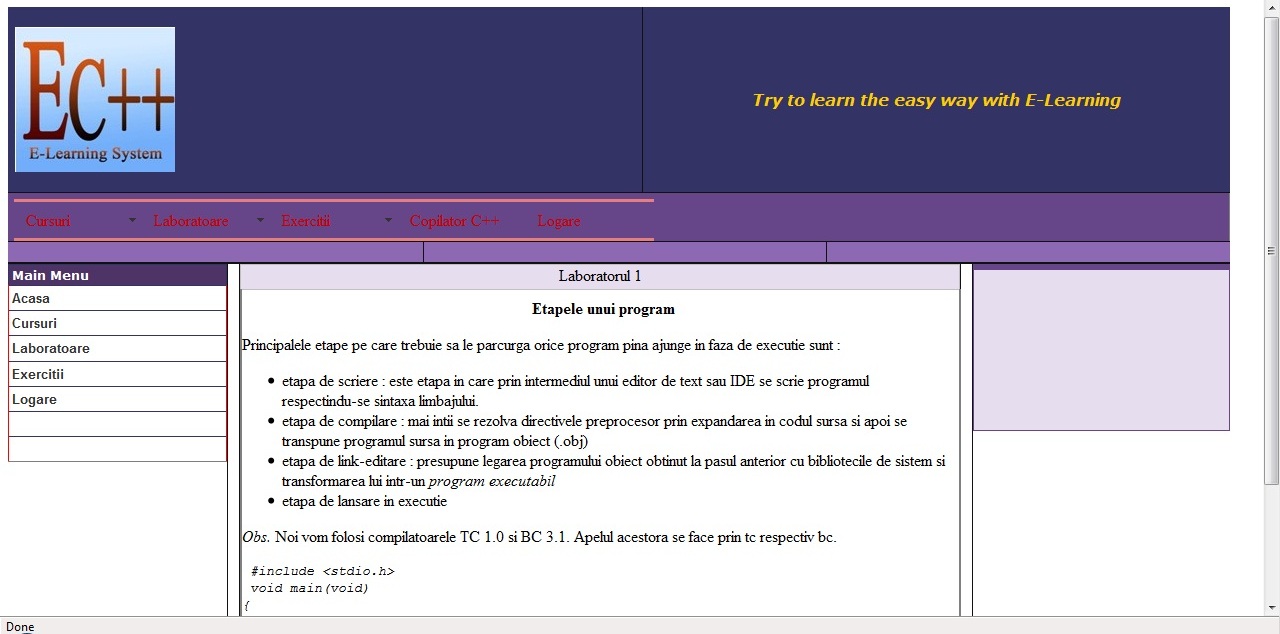 EC++
E-Learning System
Try to learn the easy way with E-Learning
Cursuri Laboratoare Exercitii Copilator C++ Logare
Main Menu
Acasa
Cursuri
Laboratoare
Exercitii
Logare
Laboratorul 1
Etapele unui program
Principalele etape pe care trebuie sa le parcurga orice program pina ajunge in faza de executie sunt :
• etapa de scriere : este etapa in care prin intermediul unui editor de text sau IDE se scrie programul
respectindu-se sintaxa limbajului.
• etapa de compilare : mai intii se rezolva directivele preprocesor prin expandarea in codul sursa si apoi se
transpune programul sursa in program obiect (.obj)
• etapa de link-editare : presupune legarea programului obiect obtinut la pasul anterior cu bibliotecile de sistem si
transformarea lui intr-un program executabil
• etapa de lansare in executie
Obs. Noi vom folosi compilatoarele TC 1.0 si BC 3.1. Apelul acestora se face prin tc respectiv bc.
#include <stdio.h>
void main(void)
{
Done